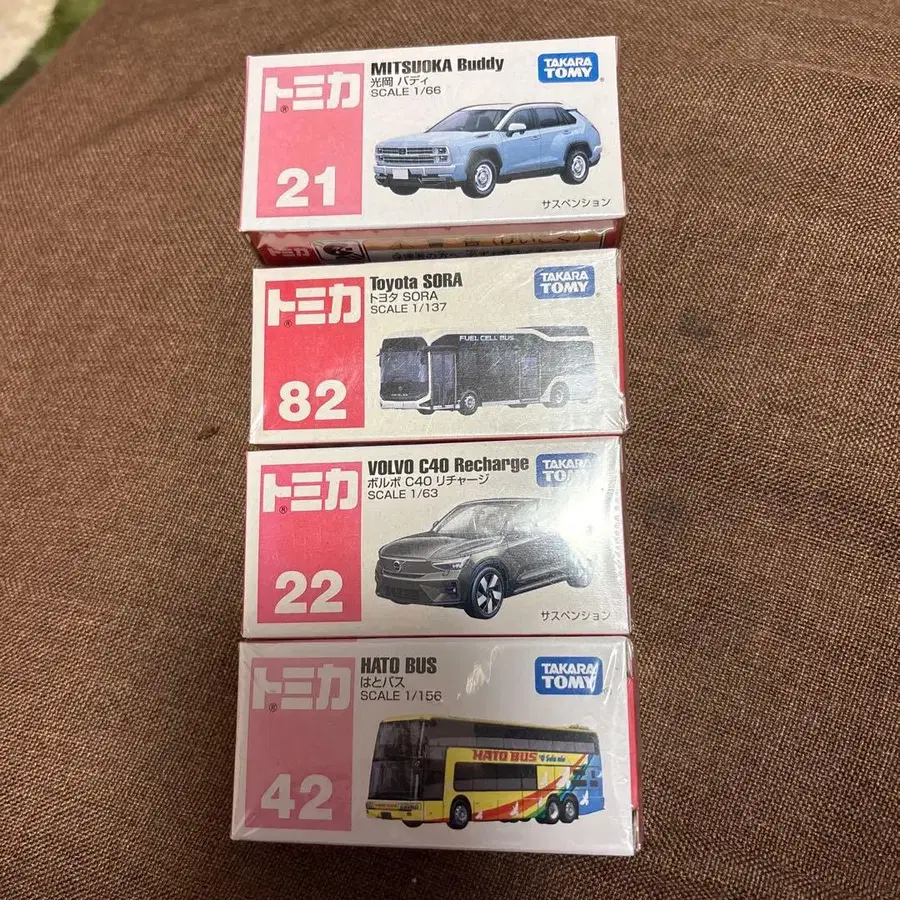 トミカ
®
21
MITSUOKA Buddy
光岡 バディ
SCALE 1/66
TAKARA
TOMY
®
サスペンション
トミカ
トミカ
®
82
Toyota SORA
トヨタ SORA
SCALE 1/137
TAKARA
TOMY
FUEL CELL BUS
トミカ
®
22
VOLVO C40 Recharge
ボルボ C40 リチャージ
SCALE 1/63
TAKARA
TOMY
サスペンション
トミカ
®
42
HATO BUS
はとバス
SCALE 1/156
TAKARA
TOMY
HATO BUS